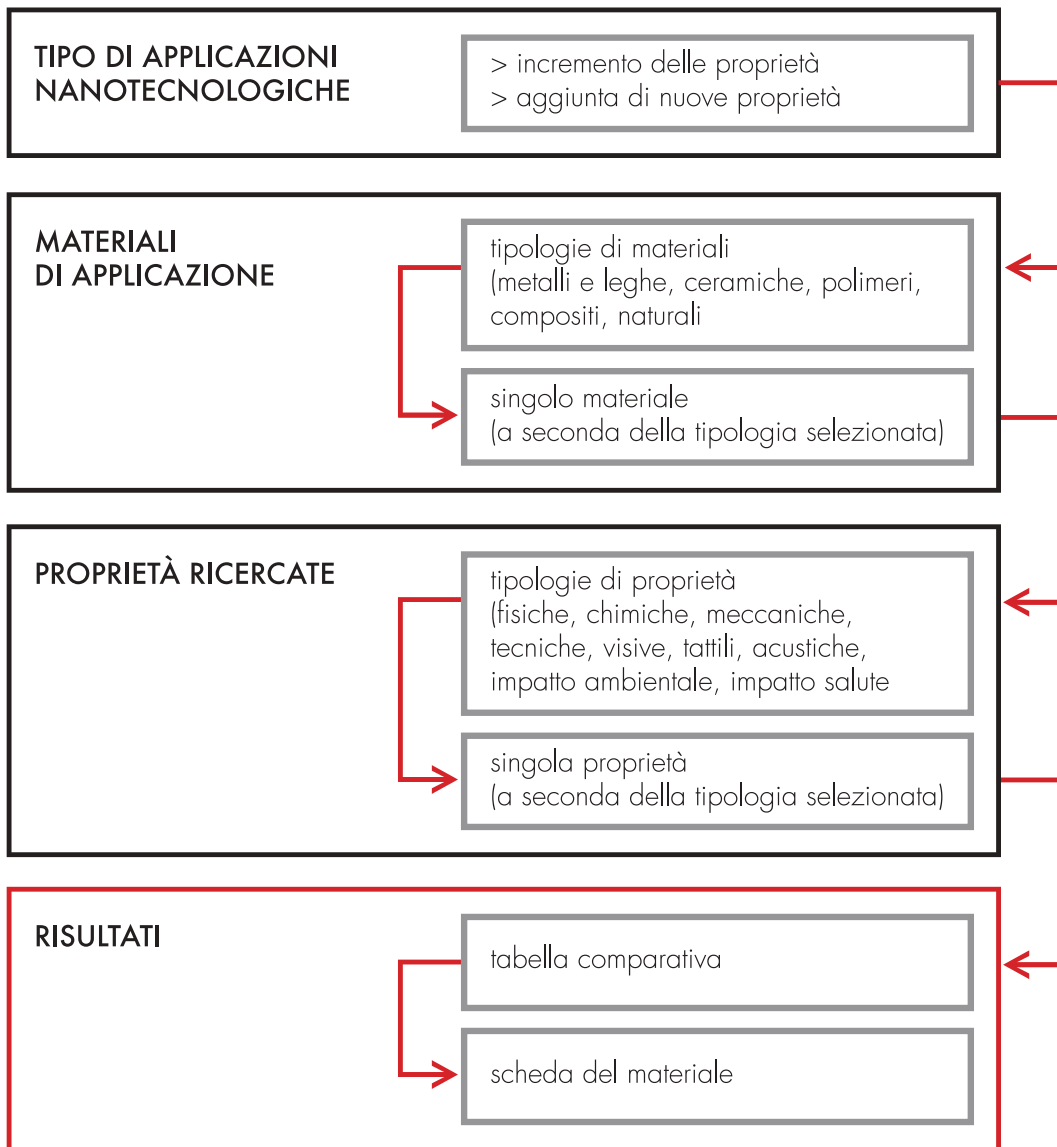 TIPO DI APPLICAZIONI
NANOTECNOLOGICHE
> incremento delle proprietà
> aggiunta di nuove proprietà
MATERIALI
DI APPLICAZIONE
tipologie di materiali
(metalli e leghe, ceramiche, polimeri,
compositi, naturali
singolo materiale
(a seconda della tipologia selezionata)
PROPRIETÀ RICERCATE
tipologie di proprietà
(fisiche, chimiche, meccaniche,
tecniche, visive, tattili, acustiche,
impatto ambientale, impatto salute
singola proprietà
(a seconda della tipologia selezionata)
RISULTATI
tabella comparativa
scheda del materiale